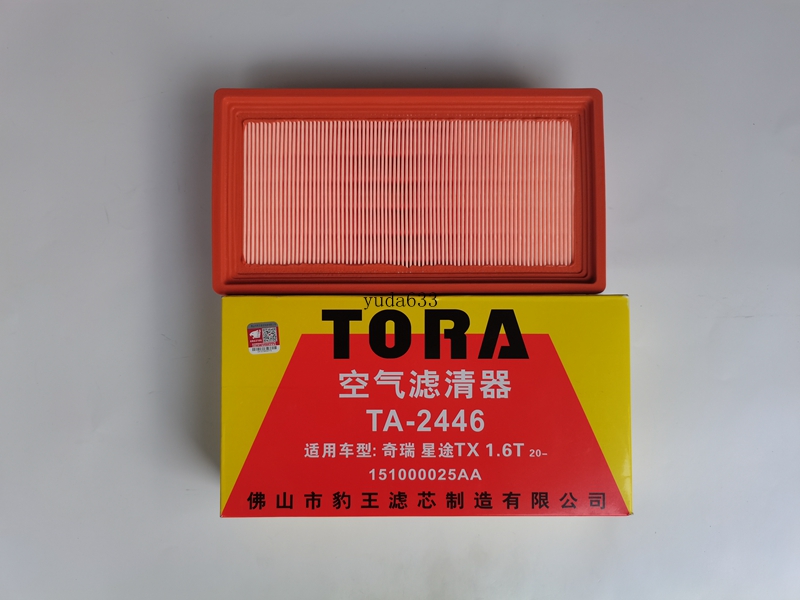 yuda633
TORA
空气滤清器
TA-2446
适用车型: 奇瑞 星途TX 1.6T 20-
151000025AA
佛山市豹王滤芯制造有限公司